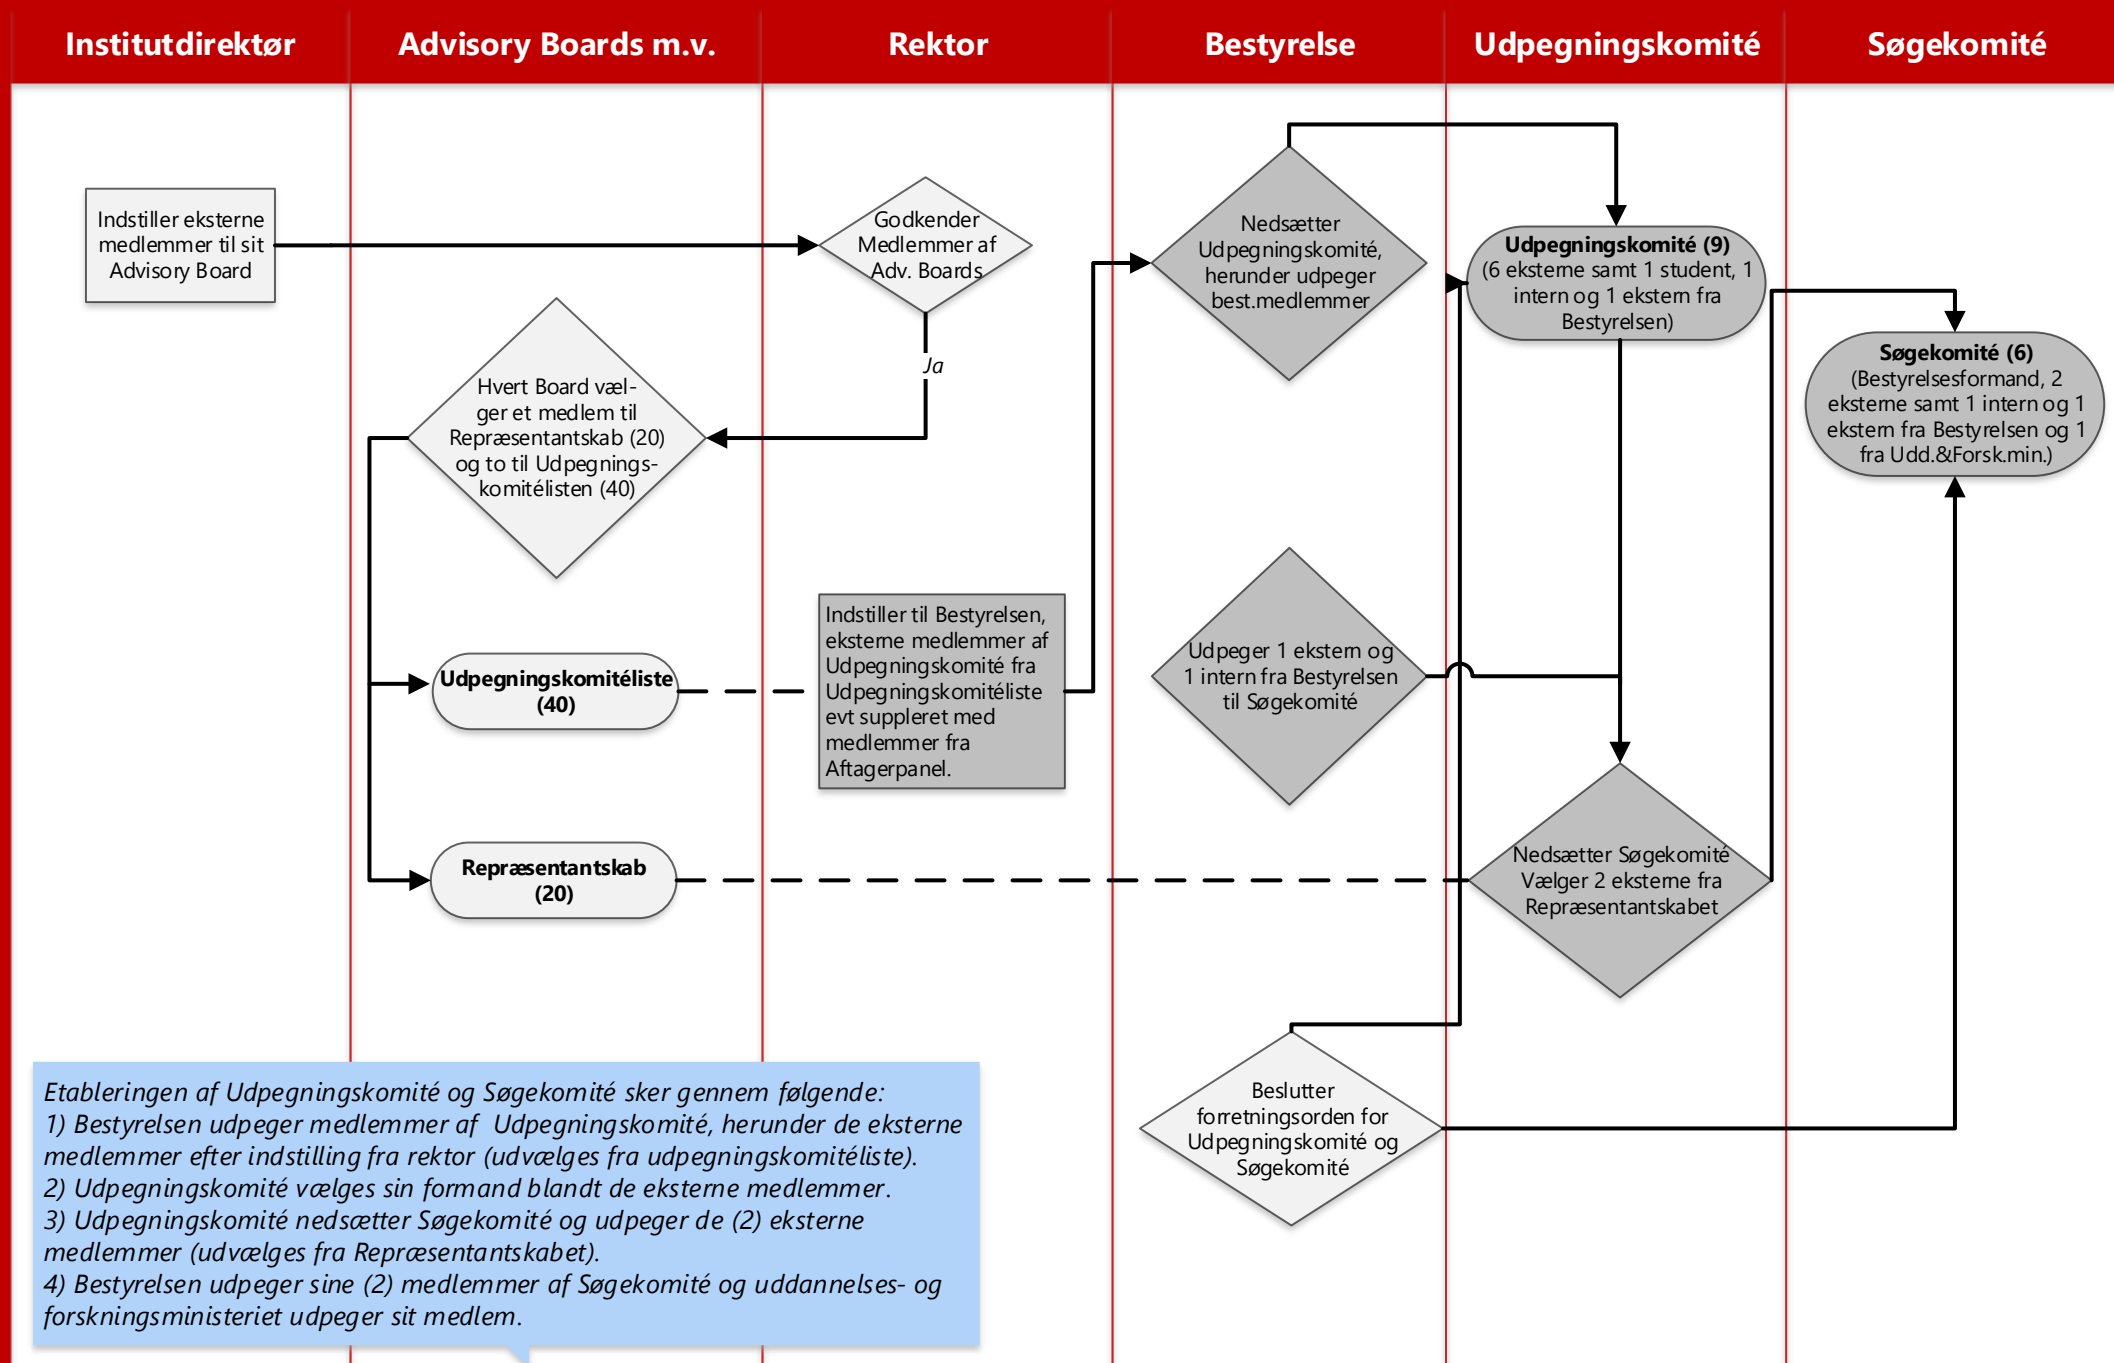 Institutdirektør
Advisory Boards m.v.
Rektor
Bestyrelse
Udpegningskomité
Søgekomité
Indstiller eksterne
medlemmer til sit
Advisory Board
Godkender
Medlemmer af
Adv. Boards
Ja
Hvert Board væl-
ger et medlem til
Repræsentantskab (20)
og to til Udpegnings-
komitélisten (40)
Udpegningskomitéliste
(40)
Repræsentantskab
(20)
Indstiller til Bestyrelsen,
eksterne medlemmer af
Udpegningskomité fra
Udpegningskomitéliste
evt suppleret med
medlemmer fra
Aftagerpanel.
Nedsætter
Udpegningskomité,
herunder udpeger
best.medlemmer
Udpeger 1 ekstern og
1 intern fra Bestyrelsen
til Søgekomité
Beslutter
forretningsorden for
Udpegningskomité og
Søgekomité
Udpegningskomité (9)
(6 eksterne samt 1 student, 1
intern og 1 ekstern fra
Bestyrelsen)
Nedsætter Søgekomité
Vælger 2 eksterne fra
Repræsentantskabet
Søgekomité (6)
(Bestyrelsesformand, 2
eksterne samt 1 intern og 1
ekstern fra Bestyrelsen og 1
fra Udd.&Forsk.min.)
Etableringen af Udpegningskomité og Søgekomité sker gennem følgende:
1) Bestyrelsen udpeger medlemmer af  Udpegningskomité, herunder de eksterne
medlemmer efter indstilling fra rektor (udvælges fra udpegningskomitéliste).
2) Udpegningskomité vælges sin formand blandt de eksterne medlemmer.
3) Udpegningskomité nedsætter Søgekomité og udpeger de (2) eksterne
medlemmer (udvælges fra Repræsentantskabet).
4) Bestyrelsen udpeger sine (2) medlemmer af Søgekomité og uddannelses- og
forskningsministeriet udpeger sit medlem.